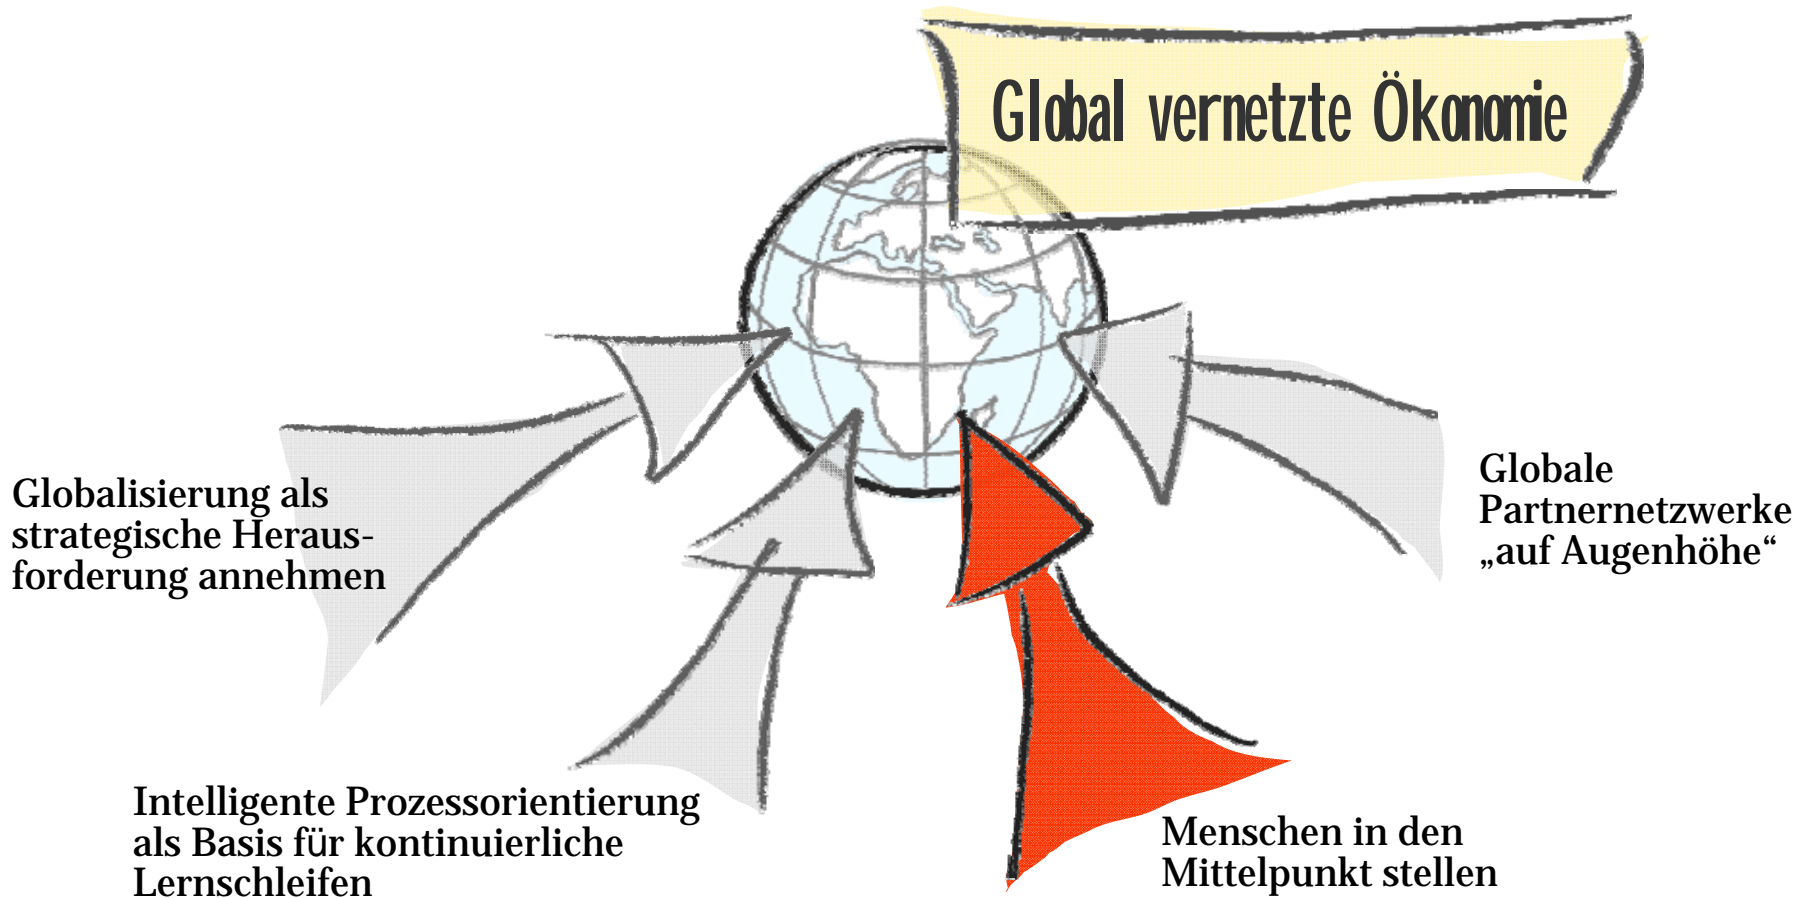 Global vernetzte Ökonomie
Globalisierung als
strategische Heraus-
forderung annehmen
Globale
Partnernetzwerke
„auf Augenhöhe“
Intelligente Prozessorientierung
als Basis für kontinuierliche
Lernschleifen
Menschen in den
Mittelpunkt stellen